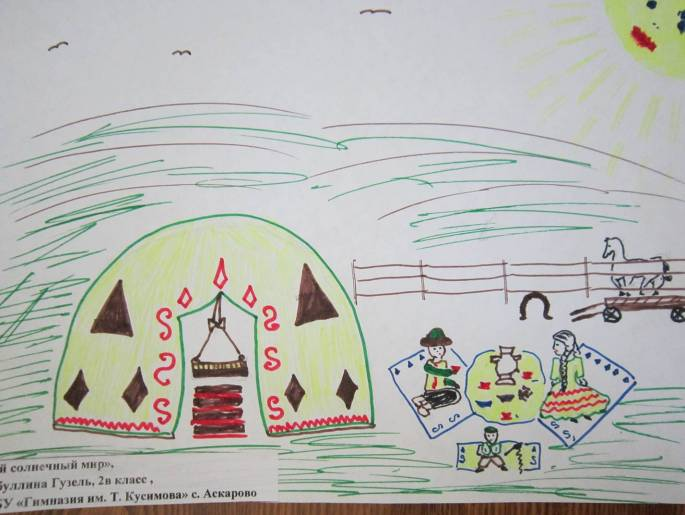 й солнечный мир»,
буллина Гузель, 2в класс ,
БУ «Гимназия им. Т. Кусимова» с. Аскарово